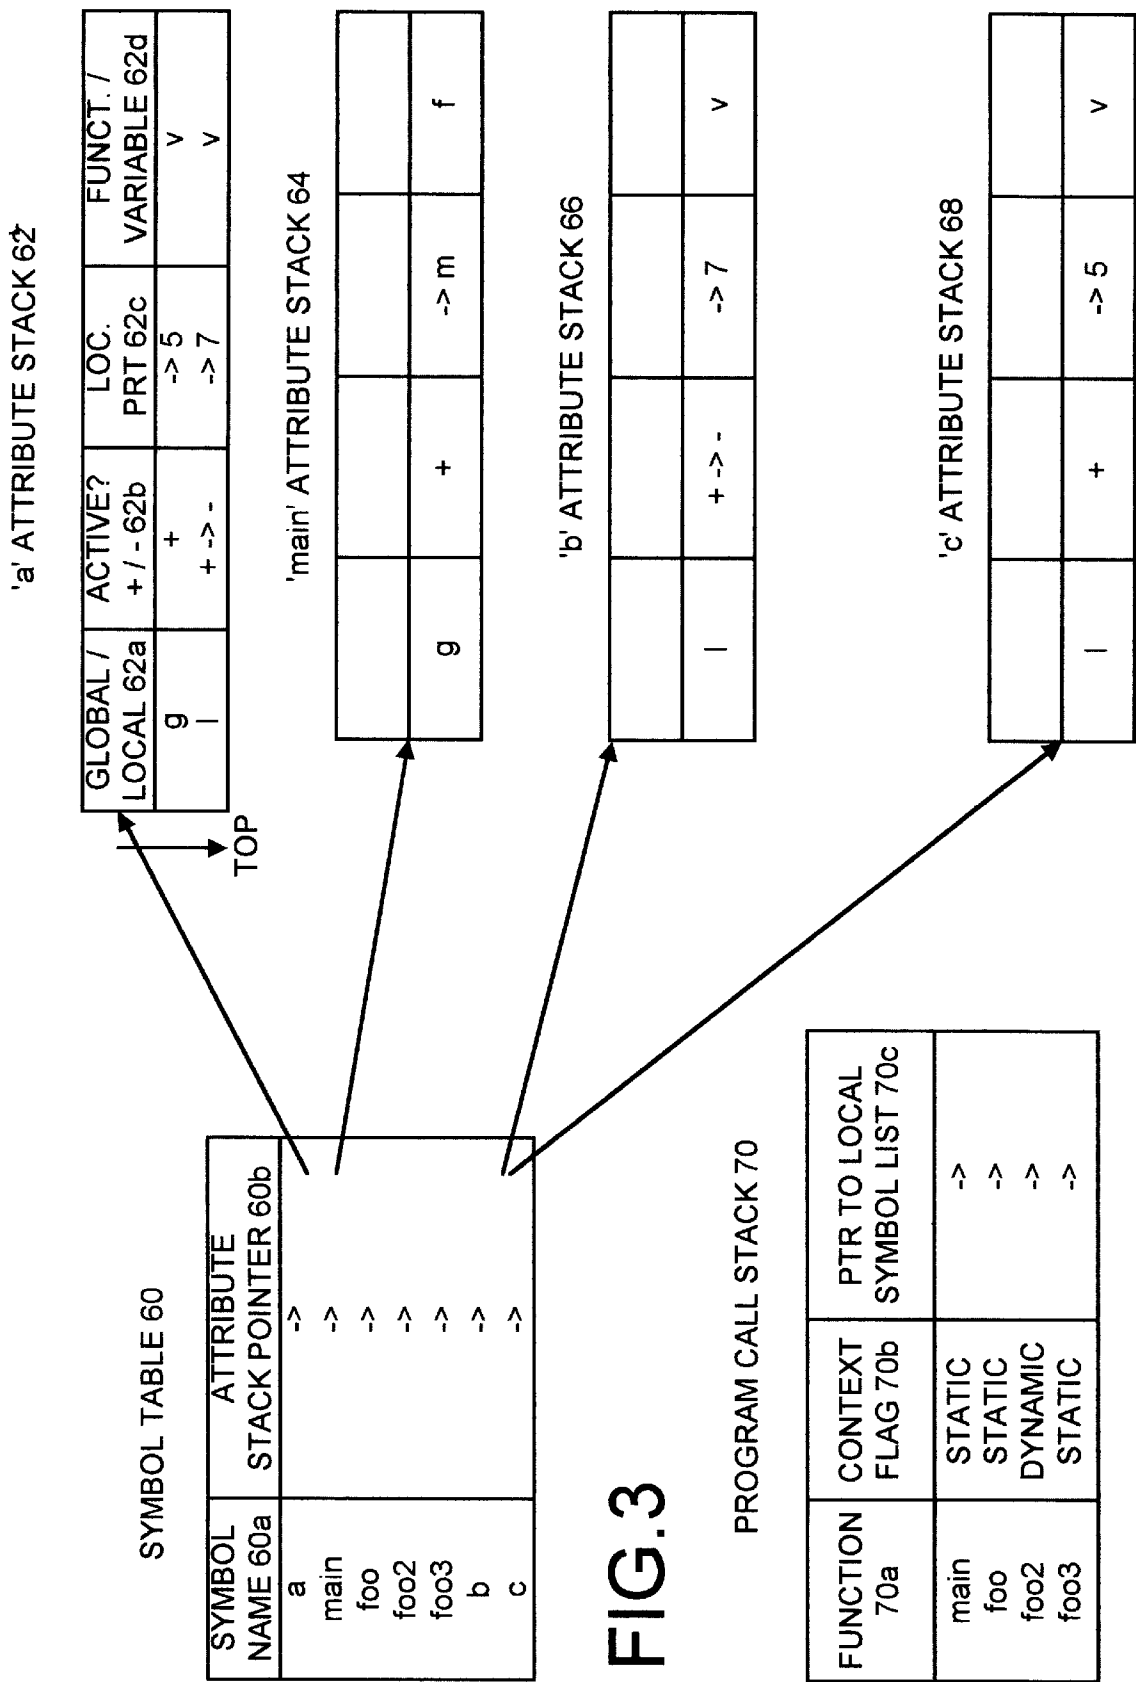 SYMBOL TABLE 60
SYMBOL NAME 60a
ATTRIBUTE STACK POINTER 60b
a ->
main ->
foo ->
foo2 ->
foo3 ->
b ->
c ->
'a' ATTRIBUTE STACK 62
GLOBAL / LOCAL 62a
ACTIVE? + / - 62b
LOC. PRT 62c
FUNCT. / VARIABLE 62d
g + -> 5 v
l + -> - -> 7 v
TOP
'main' ATTRIBUTE STACK 64
g + -> m f
'b' ATTRIBUTE STACK 66
l + -> - -> 7 v
'c' ATTRIBUTE STACK 68
l + -> 5 v
FIG.3
PROGRAM CALL STACK 70
FUNCTION 70a
CONTEXT FLAG 70b
PTR TO LOCAL SYMBOL LIST 70c
main STATIC ->
foo STATIC ->
foo2 DYNAMIC ->
foo3 STATIC ->